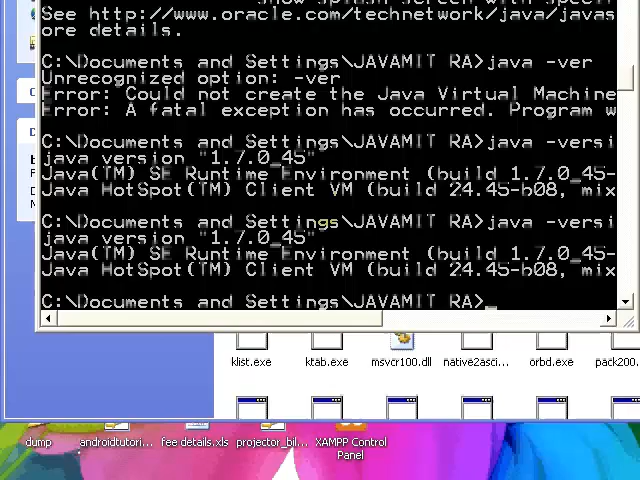 Show splash screen with specifi
See http://www.oracle.com/technetwork/java/javas
ore details.
C:\Documents and Settings\JAVAMIT RA>java -ver
Unrecognized option: -ver
Error: Could not create the Java Virtual Machine
Error: A fatal exception has occurred. Program w
C:\Documents and Settings\JAVAMIT RA>java -versi
java version "1.7.0_45"
Java(TM) SE Runtime Environment (build 1.7.0_45-
Java HotSpot(TM) Client VM (build 24.45-b08, mix
C:\Documents and Settings\JAVAMIT RA>java -versi
java version "1.7.0_45"
Java(TM) SE Runtime Environment (build 1.7.0_45-
Java HotSpot(TM) Client VM (build 24.45-b08, mix
C:\Documents and Settings\JAVAMIT RA>_
klist.exe ktab.exe msvcr100.dll native2asci... orbd.exe pack200.
dump androidtutori... fee details.xls projector_bil... XAMPP Control
Panel